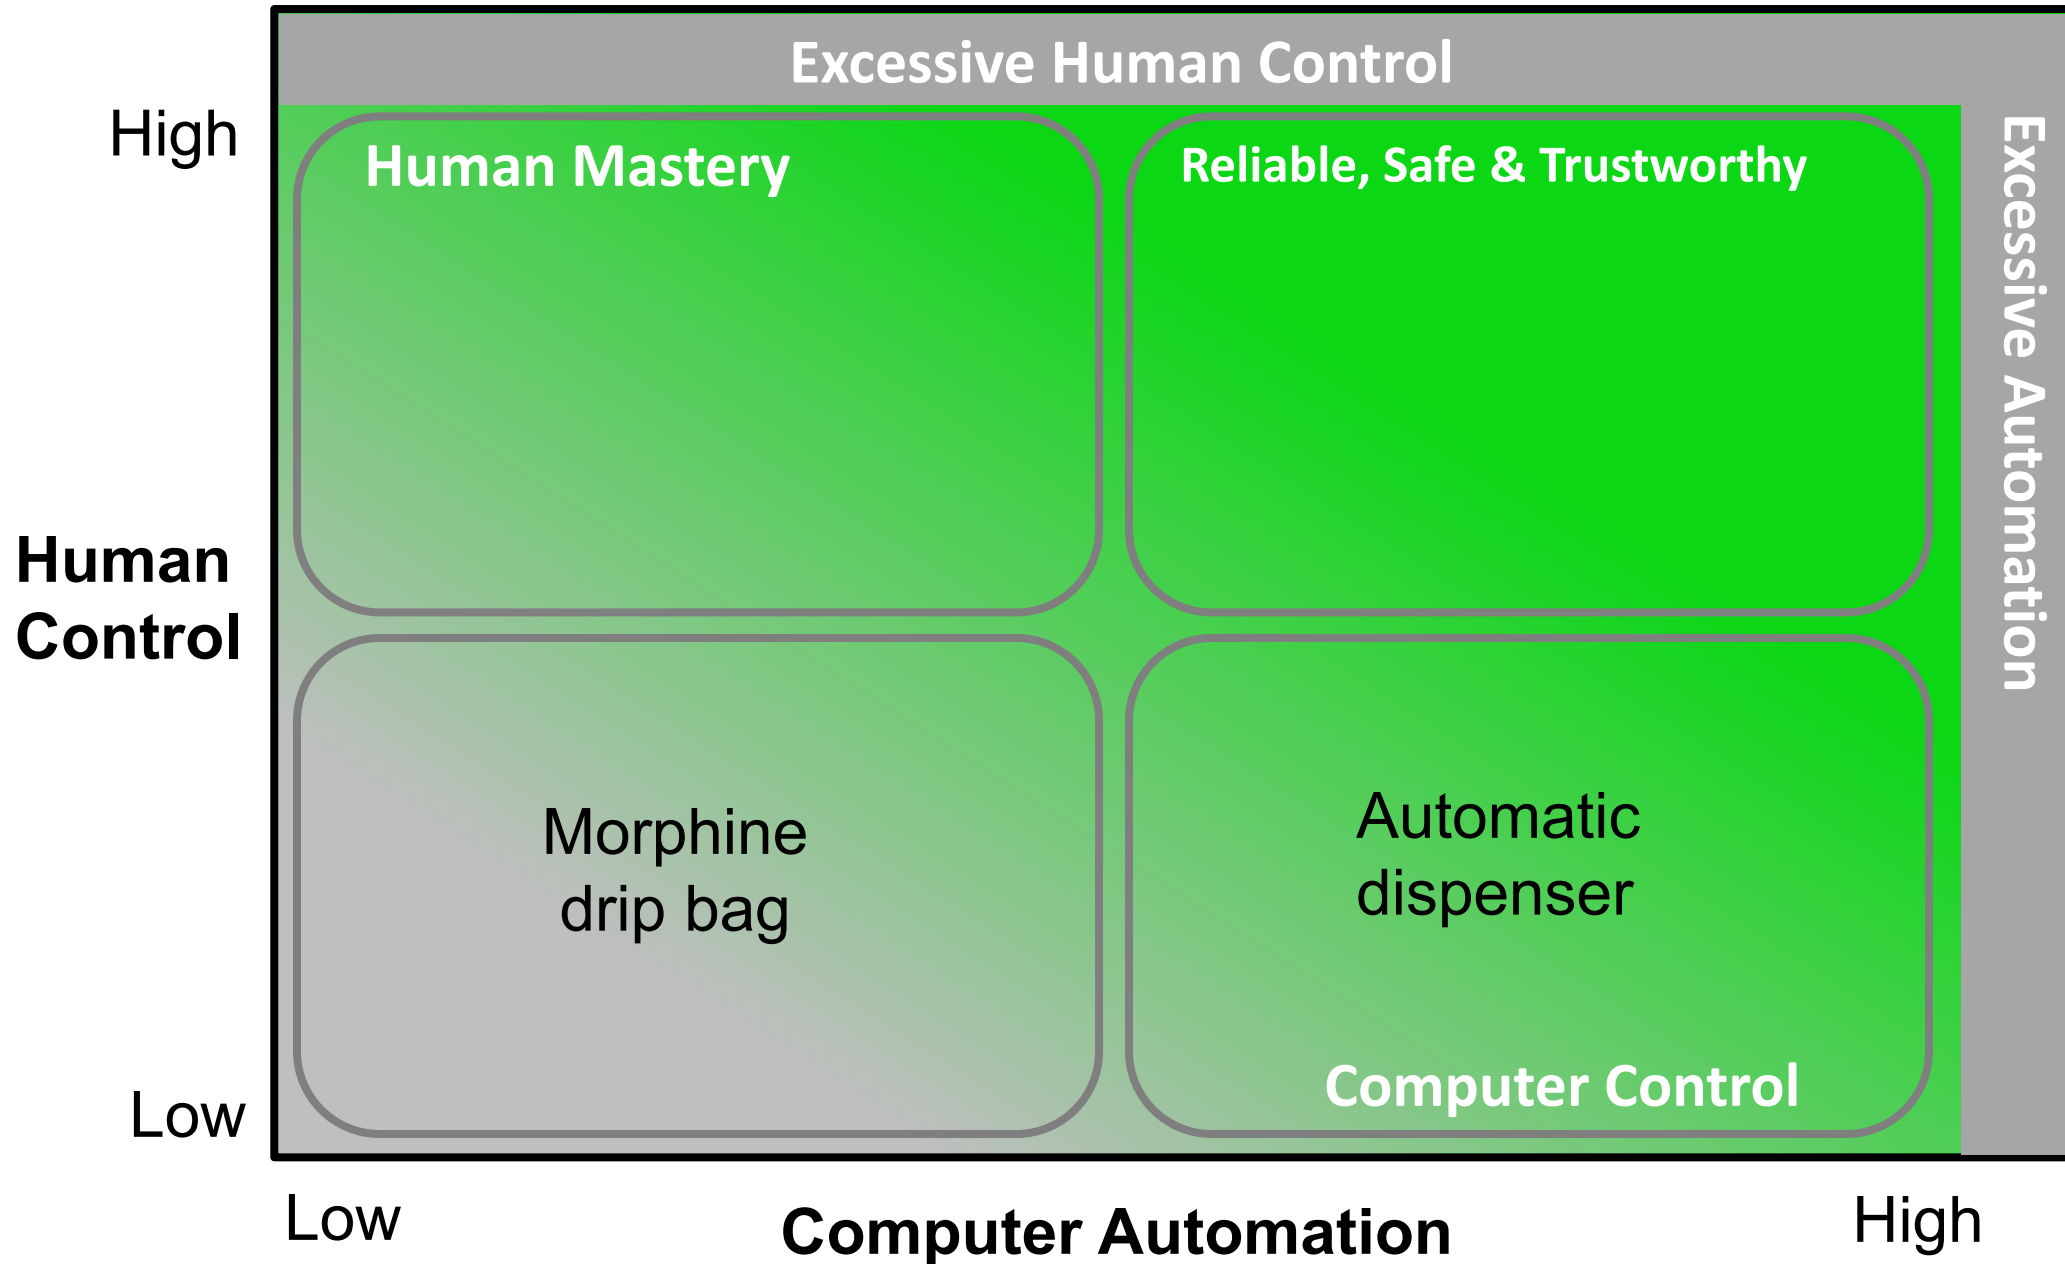 Excessive Human Control
High
Human Mastery
Reliable, Safe & Trustworthy
Excessive Automation
Human
Control
Morphine
drip bag
Automatic
dispenser
Computer Control
Low
Low
Computer Automation
High